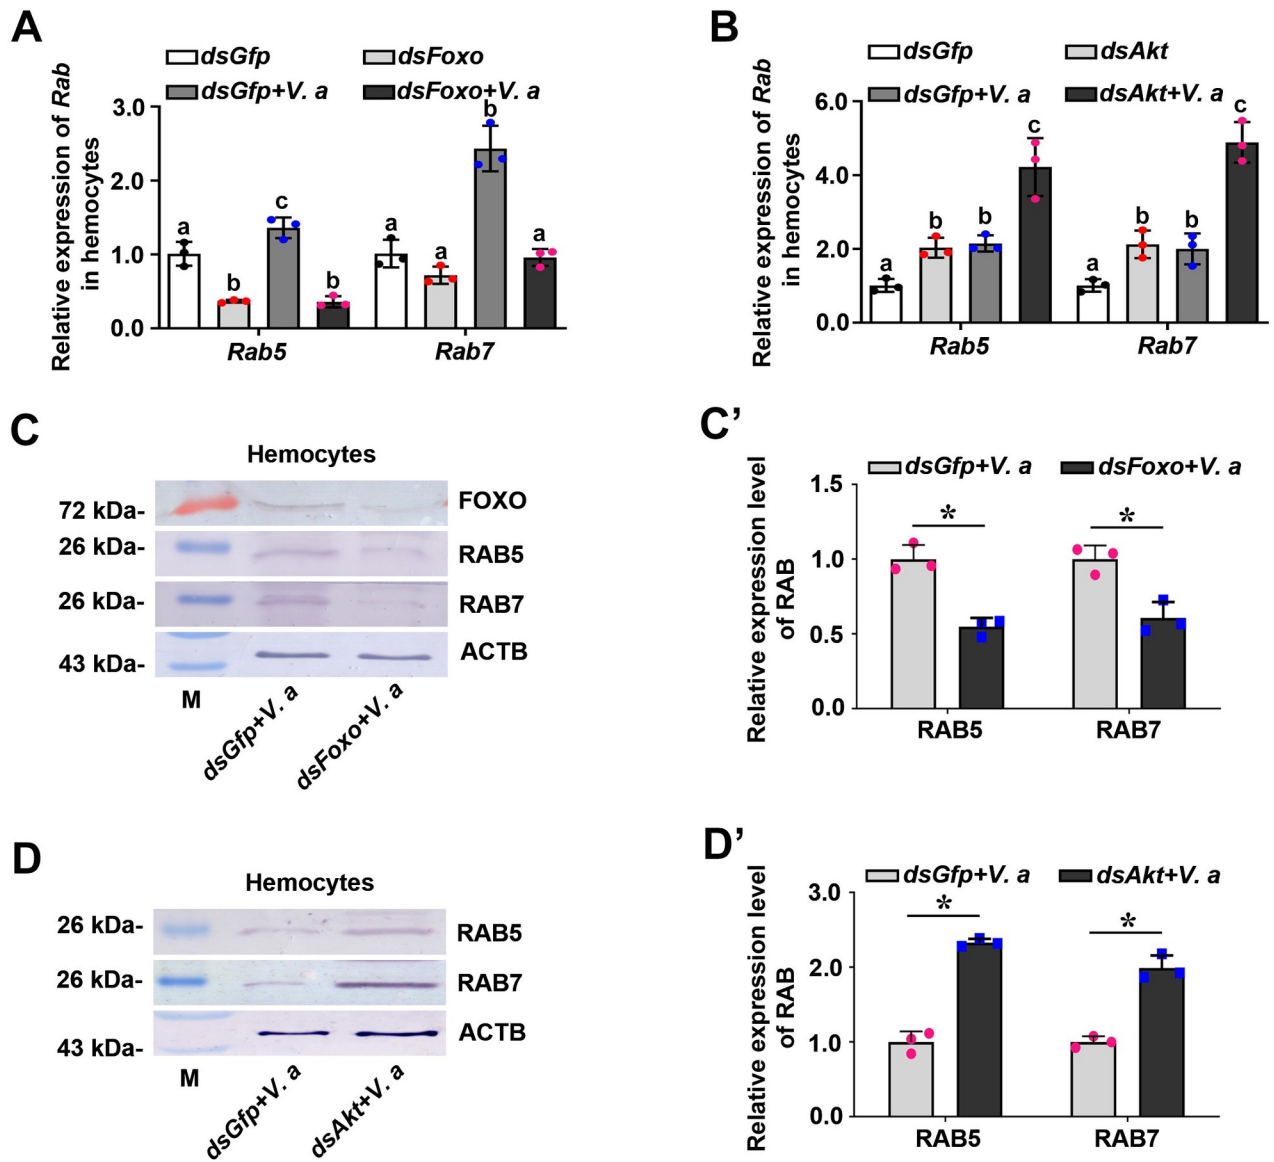 A
dsGfp
dsFoxo
dsGfp+V. a
dsFoxo+V. a
Relative expression of Rab
in hemocytes
3.0
2.0
1.0
0.0
a
b
c
b
a
a
b
a
Rab5
Rab7
B
dsGfp
dsAkt
dsGfp+V. a
dsAkt+V. a
Relative expression of Rab
in hemocytes
6.0
4.0
2.0
0.0
a
b
b
c
a
b
b
c
Rab5
Rab7
C
Hemocytes
72 kDa-
FOXO
26 kDa-
RAB5
26 kDa-
RAB7
43 kDa-
ACTB
M
dsGfp+V. a
dsFoxo+V. a
C’
dsGfp+V. a
dsFoxo+V. a
Relative expression level
of RAB
1.5
1.0
0.5
0.0
*
*
RAB5
RAB7
D
Hemocytes
26 kDa-
RAB5
26 kDa-
RAB7
43 kDa-
ACTB
M
dsGfp+V. a
dsAkt+V. a
D’
dsGfp+V. a
dsAkt+V. a
Relative expression level
of RAB
3.0
2.0
1.0
0.0
*
*
RAB5
RAB7